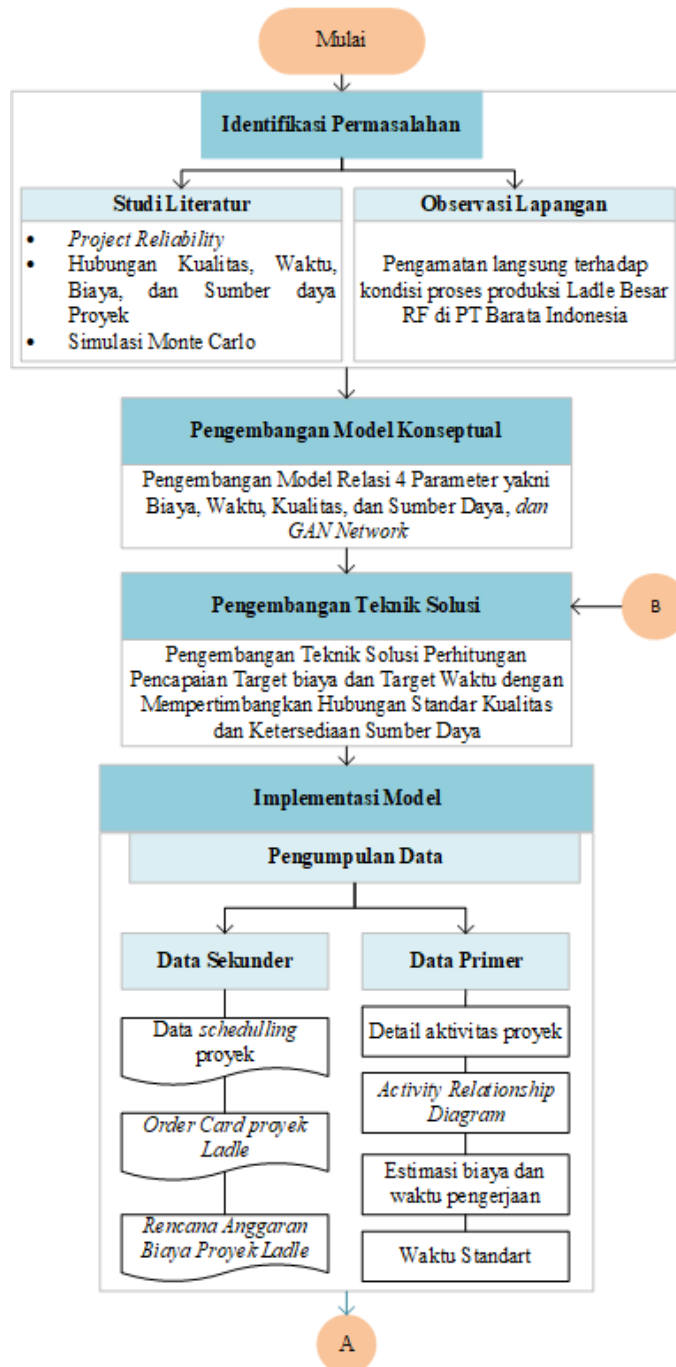 Mulai
Identifikasi Permasalahan
Studi Literatur
• Project Reliability
• Hubungan Kualitas, Waktu,
Biaya, dan Sumber daya
Proyek
• Simulasi Monte Carlo
Observasi Lapangan
Pengamatan langsung terhadap
kondisi proses produksi Ladle Besar
RF di PT Barata Indonesia
Pengembangan Model Konseptual
Pengembangan Model Relasi 4 Parameter yakni
Biaya, Waktu, Kualitas, dan Sumber Daya, dan
GAN Network
Pengembangan Teknik Solusi
B
Pengembangan Teknik Solusi Perhitungan
Pencapaian Target biaya dan Target Waktu dengan
Mempertimbangkan Hubungan Standar Kualitas
dan Ketersediaan Sumber Daya
Implementasi Model
Pengumpulan Data
Data Sekunder
Data schedulling
proyek
Order Card proyek
Ladle
Rencana Anggaran
Biaya Proyek Ladle
Data Primer
Detail aktivitas proyek
Activity Relationship
Diagram
Estimasi biaya dan
waktu pengerjaan
Waktu Standart
A